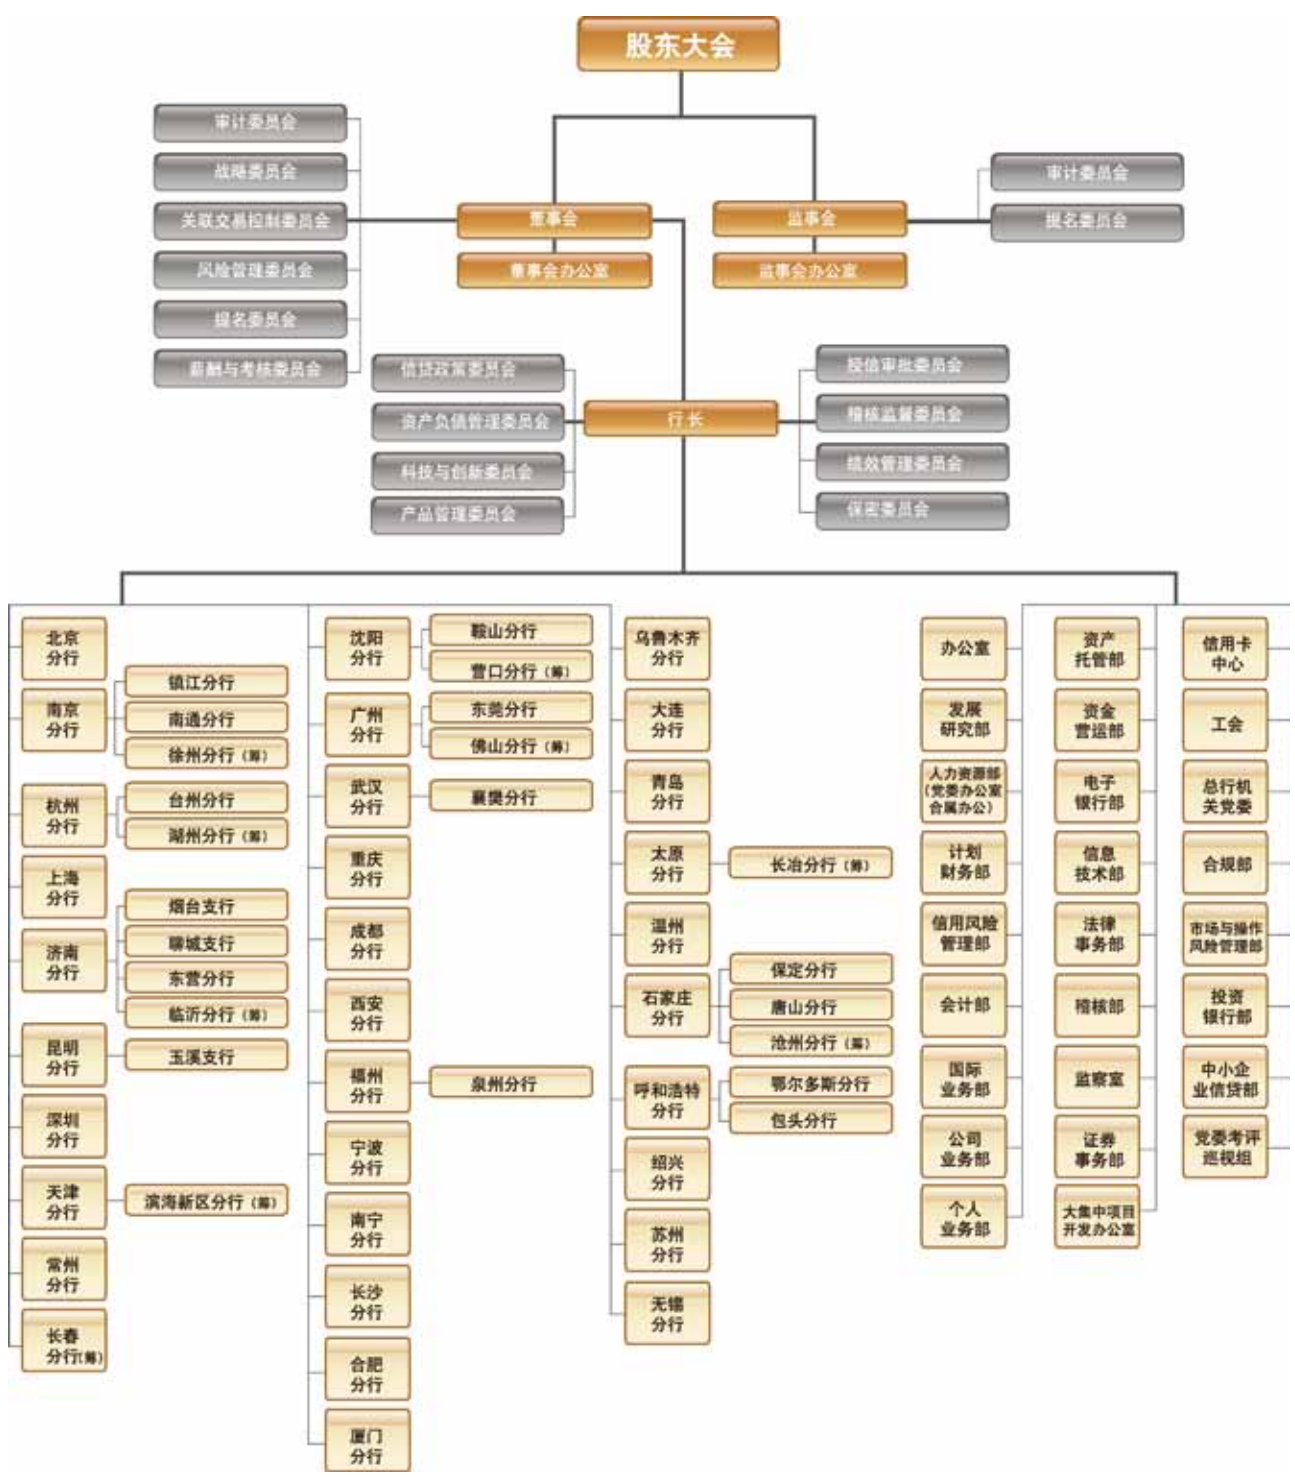 股东大会
审计委员会
战略委员会
关联交易控制委员会
风险管理委员会
提名委员会
薪酬与考核委员会
董事会
董事会办公室
监事会
监事会办公室
审计委员会
提名委员会
信贷政策委员会
资产负债管理委员会
科技与创新委员会
产品管理委员会
行长
授信审批委员会
稽核监督委员会
绩效管理委员会
保密委员会
北京
分行
南京
分行
镇江分行
南通分行
徐州分行（筹）
杭州
分行
台州分行
湖州分行（筹）
上海
分行
济南
分行
烟台支行
聊城支行
东营分行
临沂分行（筹）
昆明
分行
玉溪支行
深圳
分行
天津
分行
滨海新区分行（筹）
常州
分行
长春
分行（筹）
沈阳
分行
鞍山分行
营口分行（筹）
广州
分行
东莞分行
佛山分行（筹）
武汉
分行
襄樊分行
重庆
分行
成都
分行
西安
分行
福州
分行
泉州分行
宁波
分行
南宁
分行
长沙
分行
合肥
分行
厦门
分行
乌鲁木齐
分行
大连
分行
青岛
分行
太原
分行
长冶分行（筹）
温州
分行
石家庄
分行
保定分行
唐山分行
沧州分行（筹）
呼和浩特
分行
鄂尔多斯分行
包头分行
绍兴
分行
苏州
分行
无锡
分行
办公室
发展
研究部
人力资源部
（党委办公室
合属办公）
计划
财务部
信用风险
管理部
会计部
国际
业务部
公司
业务部
个人
业务部
资产
托管部
资金
营运部
电子
银行部
信息
技术部
法律
事务部
稽核部
监察室
证券
事务部
大集中项目
开发办公室
信用卡
中心
工会
总行机
关党委
合规部
市场与操作
风险管理部
投资
银行部
中小企
业信贷部
党委考评
巡视组